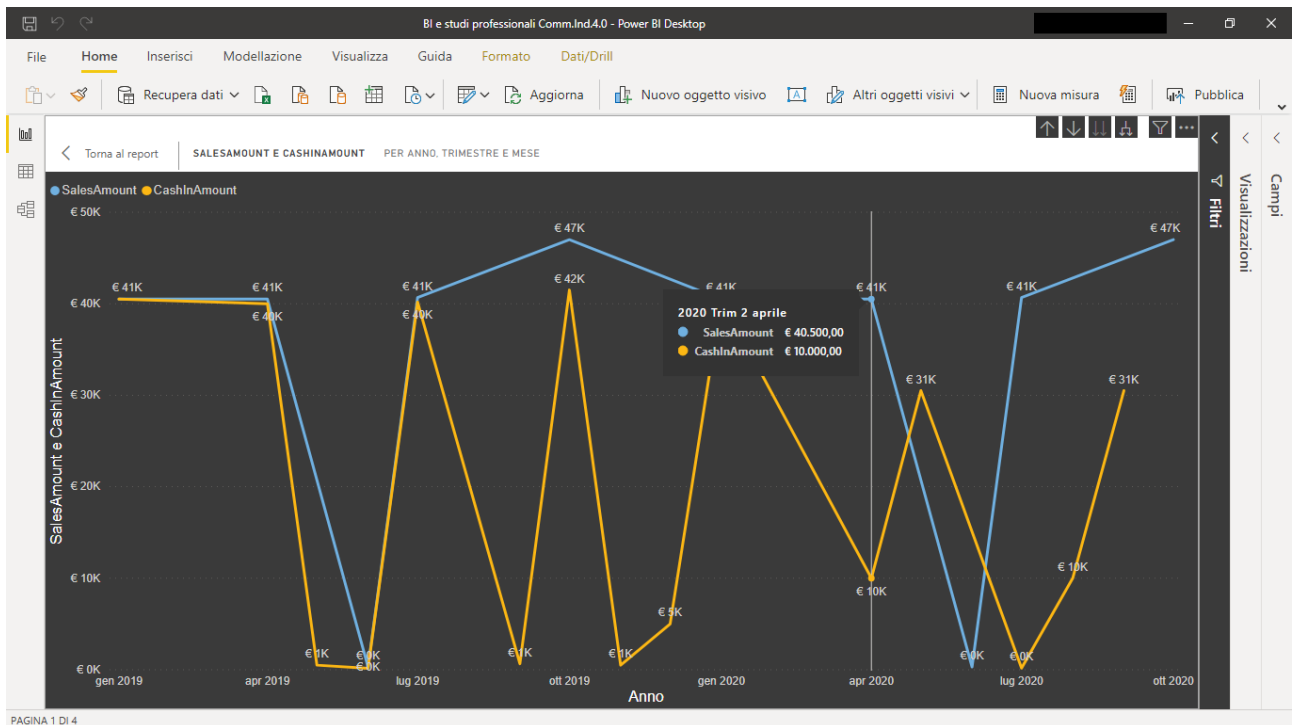 BI e studi professionali Comm.Ind.4.0 - Power BI Desktop
File Home Inserisci Modellazione Visualizza Guida Formato Dati/Drill
Recupera dati Aggiorna Nuovo oggetto visivo Altri oggetti visivi Nuova misura Pubblica
Torna al report SALESAMOUNT E CASHINAMOUNT PER ANNO, TRIMESTRE E MESE
Filtri
Visualizzazioni
Campi
SalesAmount CashInAmount
€ 50K
€ 47K € 47K
€ 42K
€ 41K € 41K € 41K € 41K € 41K € 41K
€ 40K
€ 40K € 40K
2020 Trim 2 aprile
SalesAmount € 40.500,00
CashInAmount € 10.000,00
€ 31K € 31K
€ 30K
SalesAmount e CashInAmount
€ 20K
€ 10K
€ 10K
€ 10K
€ 5K
€ 1K € 0K € 1K € 1K € 0K € 0K
€ 0K
€ 0K
gen 2019 apr 2019 lug 2019 ott 2019 gen 2020 apr 2020 lug 2020 ott 2020
Anno
PAGINA 1 DI 4